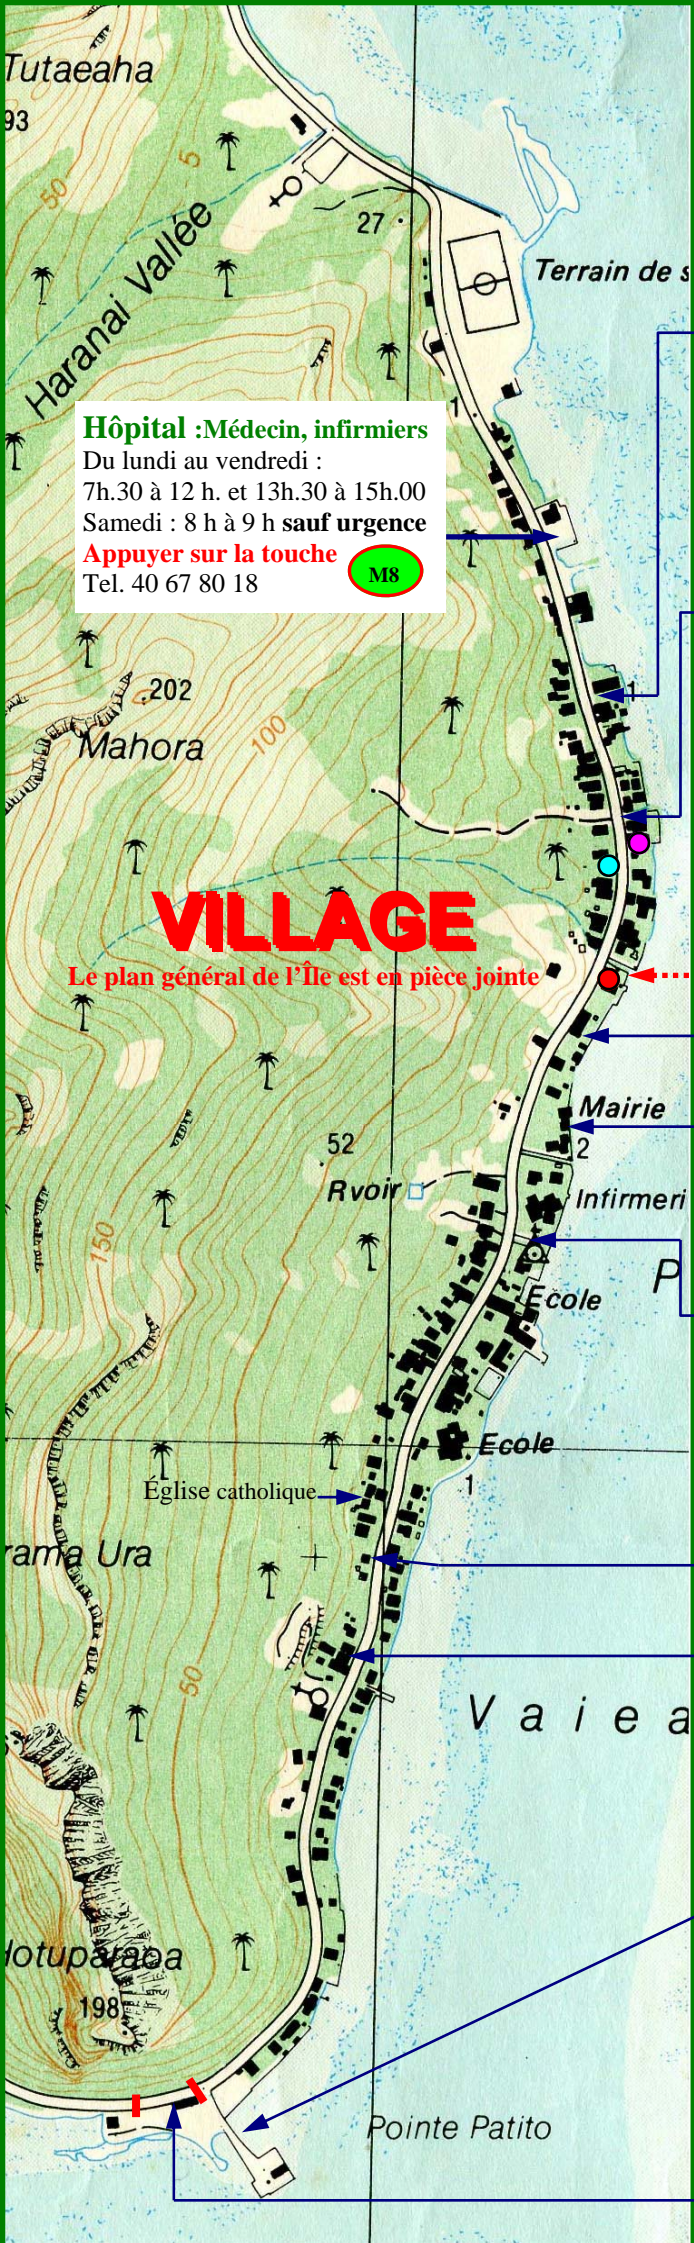 Tutaeaha
93
5
50
Haranai Vallée
27
Terrain de s
1
Hôpital :Médecin, infirmiers
Du lundi au vendredi :
7h.30 à 12 h. et 13h.30 à 15h.00
Samedi : 8 h à 9 h sauf urgence
Appuyer sur la touche
Tel. 40 67 80 18
M8
202
1
Mahora
100
VILLAGE
Le plan général de l'Île est en pièce jointe
Mairie
2
52
Rvoir
Infirmeri
150
P
Ecole
Ecole
1
Église catholique
rama Ura
50
Vaiea
Hotuparaoa
198
Pointe Patito